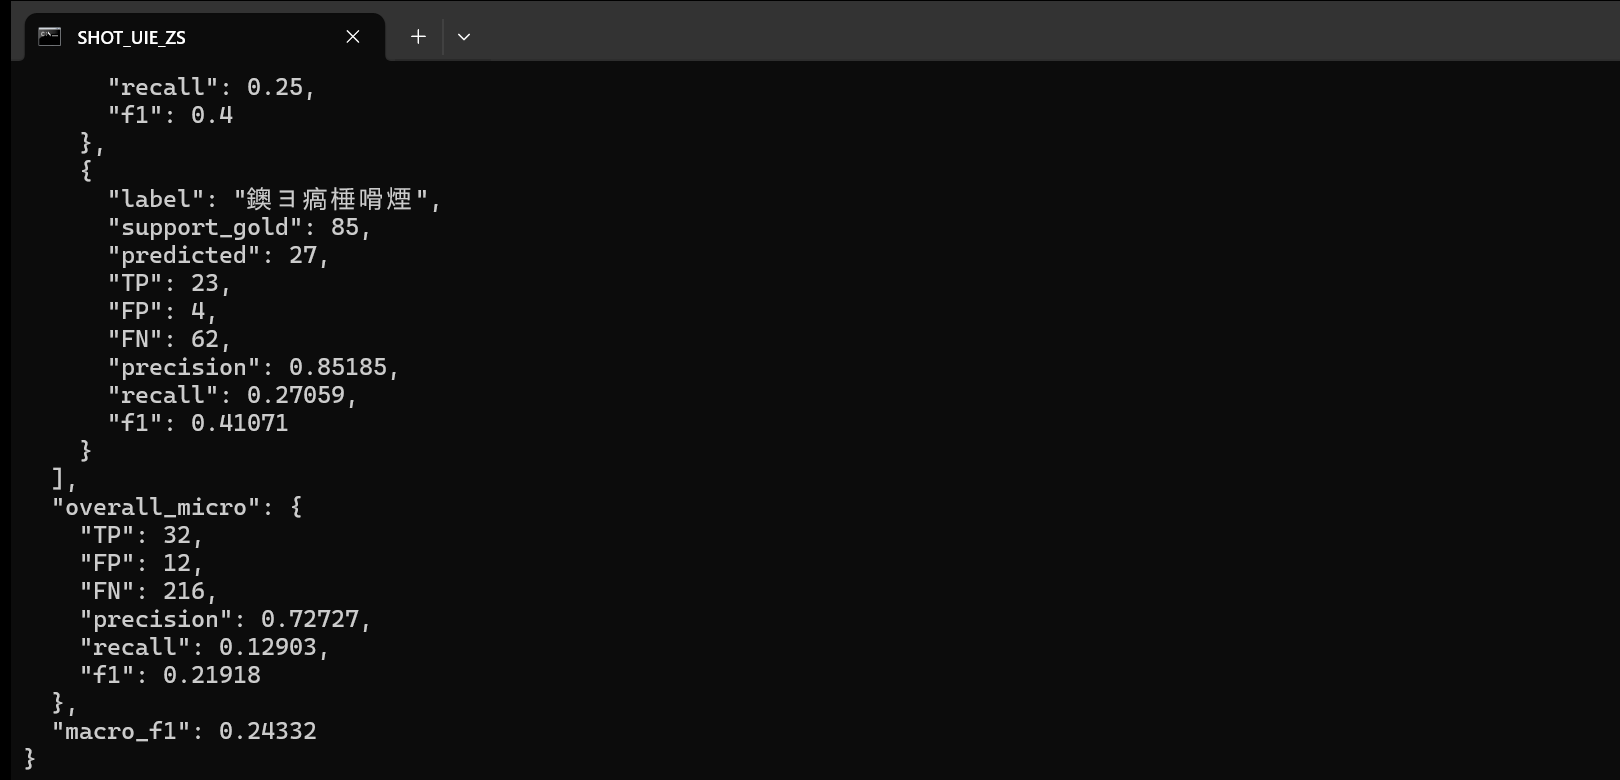 SHOT_UIE_ZS
"recall": 0.25,
"f1": 0.4
},
{
"label": "鐭ヨ瘑棰嗗煙",
"support_gold": 85,
"predicted": 27,
"TP": 23,
"FP": 4,
"FN": 62,
"precision": 0.85185,
"recall": 0.27059,
"f1": 0.41071
}
],
"overall_micro": {
"TP": 32,
"FP": 12,
"FN": 216,
"precision": 0.72727,
"recall": 0.12903,
"f1": 0.21918
},
"macro_f1": 0.24332
}